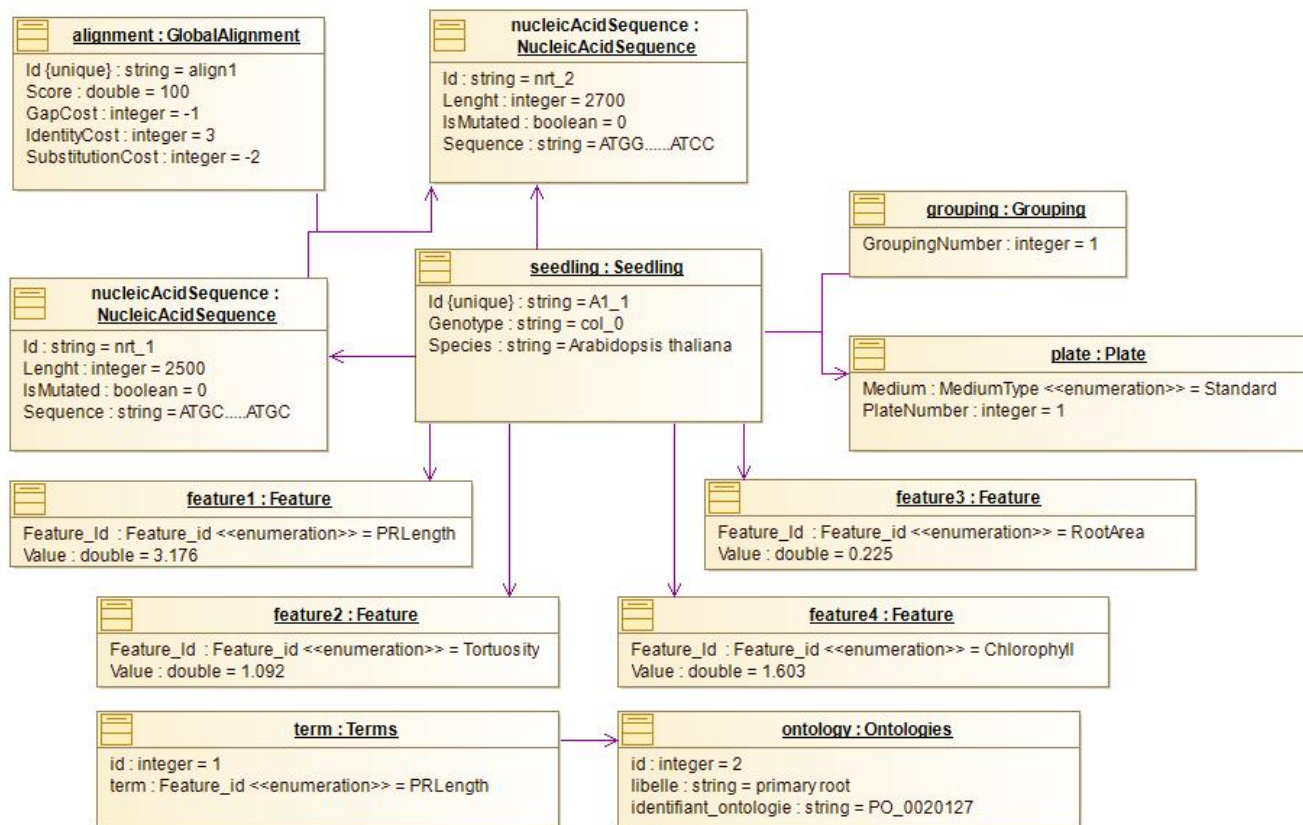 alignment : GlobalAlignment
Id {unique} : string = align1
Score : double = 100
GapCost : integer = -1
IdentityCost : integer = 3
SubstitutionCost : integer = -2
nucleicAcidSequence :
NucleicAcidSequence
Id : string = nrt_2
Lenght : integer = 2700
IsMutated : boolean = 0
Sequence : string = ATGG......ATCC
grouping : Grouping
GroupingNumber : integer = 1
nucleicAcidSequence :
NucleicAcidSequence
Id : string = nrt_1
Lenght : integer = 2500
IsMutated : boolean = 0
Sequence : string = ATGC.....ATGC
seedling : Seedling
Id {unique} : string = A1_1
Genotype : string = col_0
Species : string = Arabidopsis thaliana
plate : Plate
Medium : MediumType <<enumeration>> = Standard
PlateNumber : integer = 1
feature1 : Feature
Feature_Id : Feature_id <<enumeration>> = PRLength
Value : double = 3.176
feature3 : Feature
Feature_Id : Feature_id <<enumeration>> = RootArea
Value : double = 0.225
feature2 : Feature
Feature_Id : Feature_id <<enumeration>> = Tortuosity
Value : double = 1.092
feature4 : Feature
Feature_Id : Feature_id <<enumeration>> = Chlorophyll
Value : double = 1.603
term : Terms
id : integer = 1
term : Feature_id <<enumeration>> = PRLength
ontology : Ontologies
id : integer = 2
libelle : string = primary root
identifiant_ontologie : string = PO_0020127